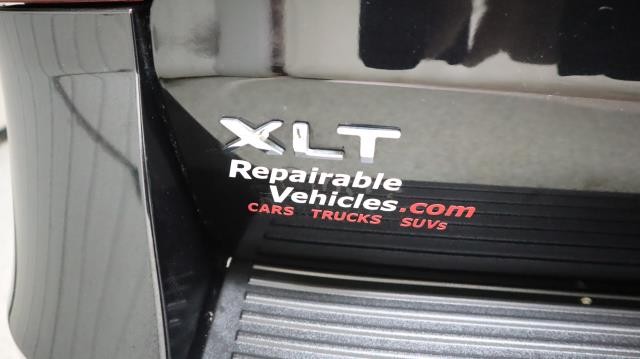 XLT
Repairable
Vehicles.com
CARS TRUCKS SUVs